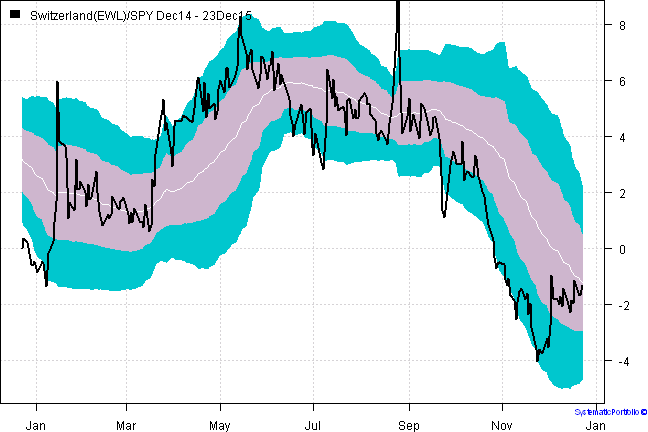 Switzerland(EWL)/SPY Dec14 - 23Dec15
8
6
4
2
0
-2
-4
Jan Mar May Jul Sep Nov Jan
SystematicPortfolio ©